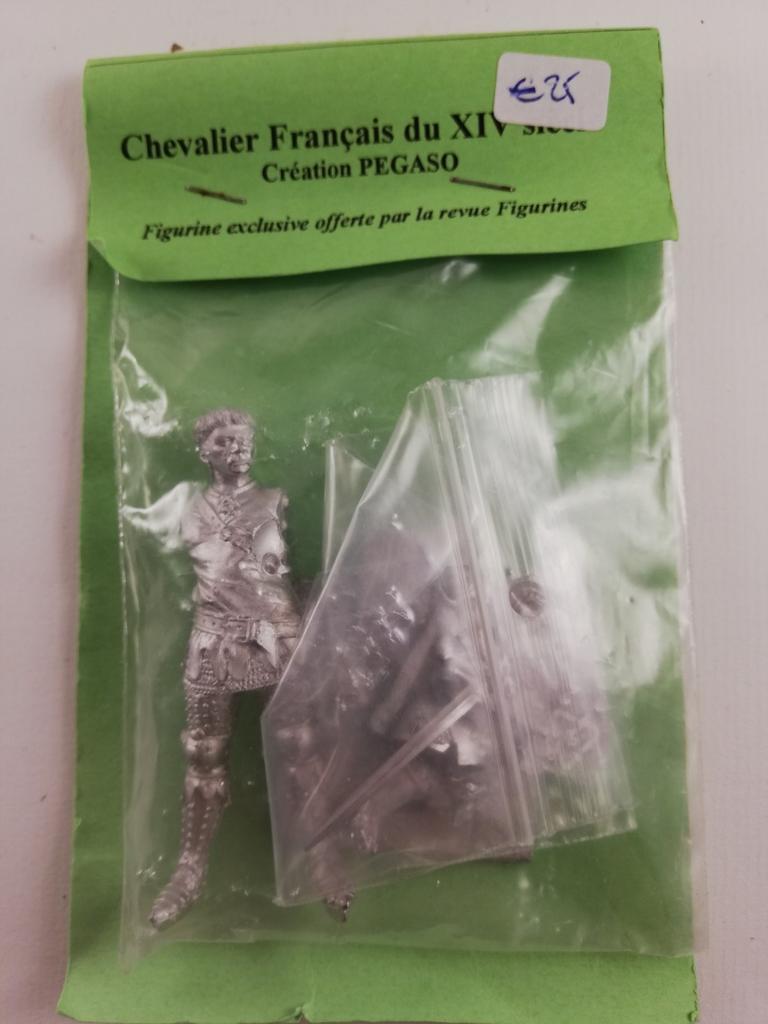 €25
Chevalier Français du XIV
Création PEGASO
Figurine exclusive offerte par la revue Figurines